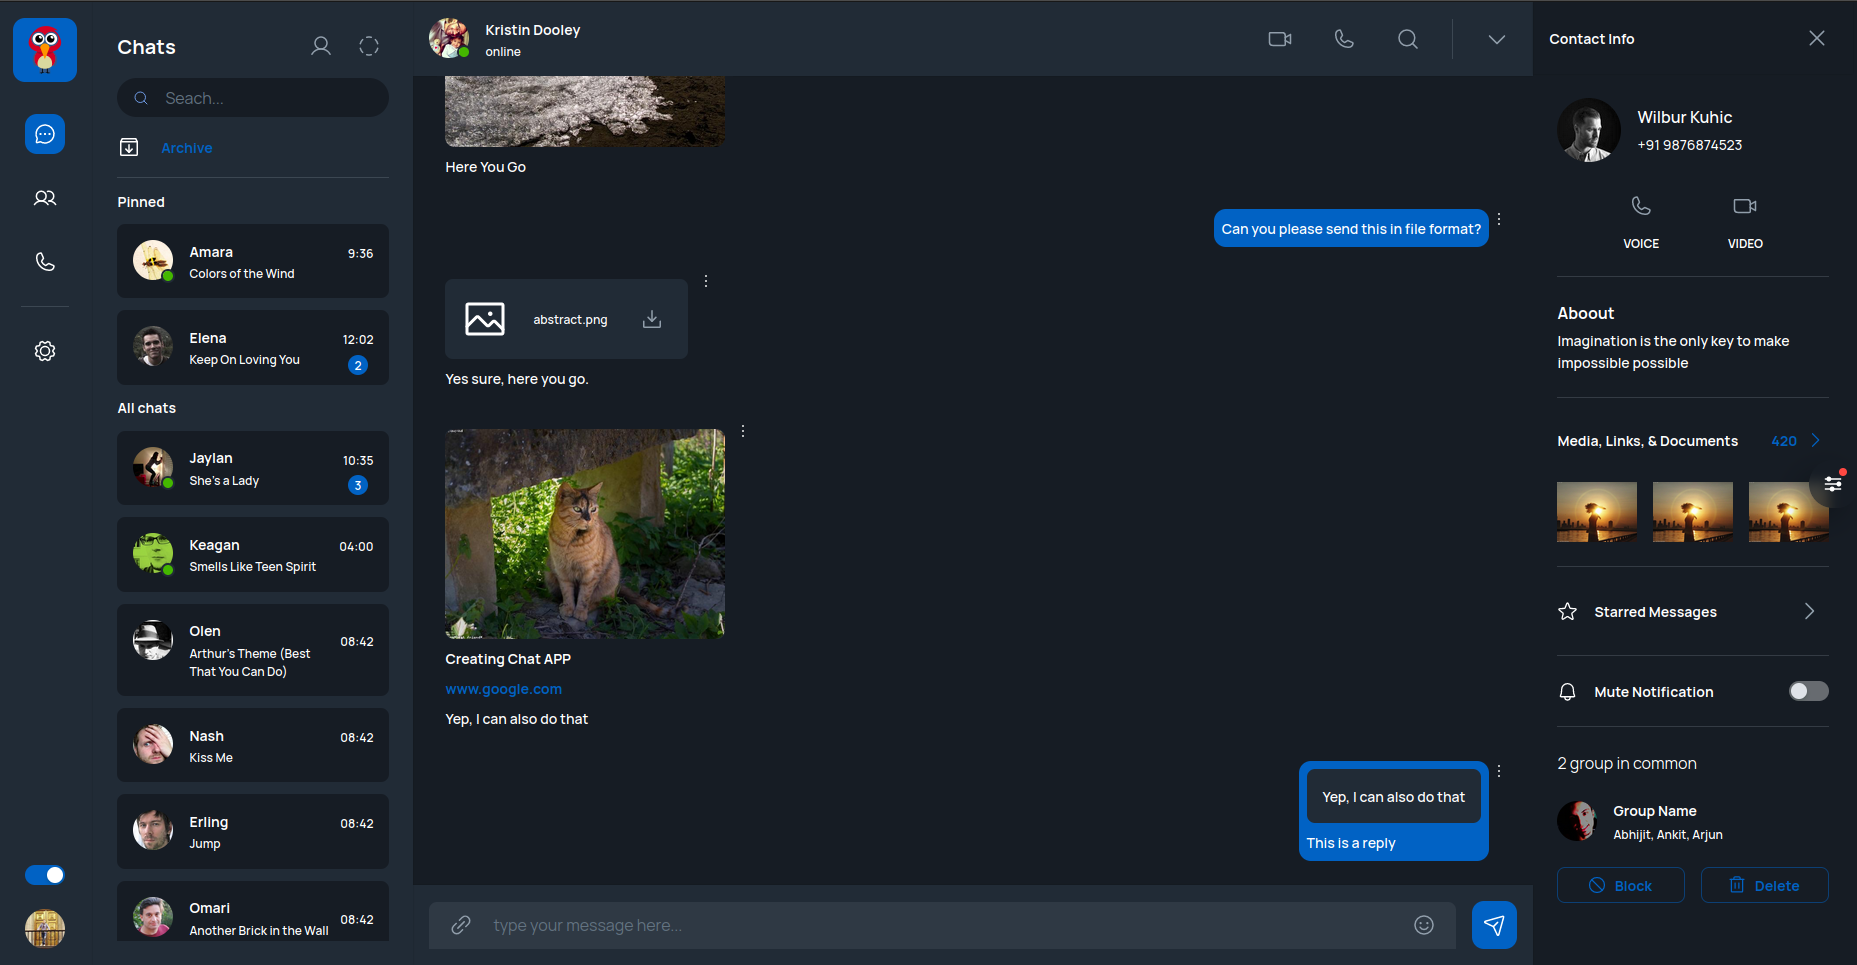 Chats
Seach...
Archive
Pinned
Amara
9:36
Colors of the Wind
Elena
12:02
Keep On Loving You
2
All chats
Jaylan
10:35
She's a Lady
3
Keagan
04:00
Smells Like Teen Spirit
Olen
08:42
Arthur's Theme (Best
That You Can Do)
Nash
08:42
Kiss Me
Erling
08:42
Jump
Omari
08:42
Another Brick in the Wall
Kristin Dooley
online
Here You Go
Can you please send this in file format?
abstract.png
Yes sure, here you go.
Creating Chat APP
www.google.com
Yep, I can also do that
Yep, I can also do that
This is a reply
type your message here...
Contact Info
Wilbur Kuhic
+91 9876874523
VOICE
VIDEO
Aboout
Imagination is the only key to make
impossible possible
Media, Links, & Documents
420
Starred Messages
Mute Notification
2 group in common
Group Name
Abhijit, Ankit, Arjun
Block
Delete